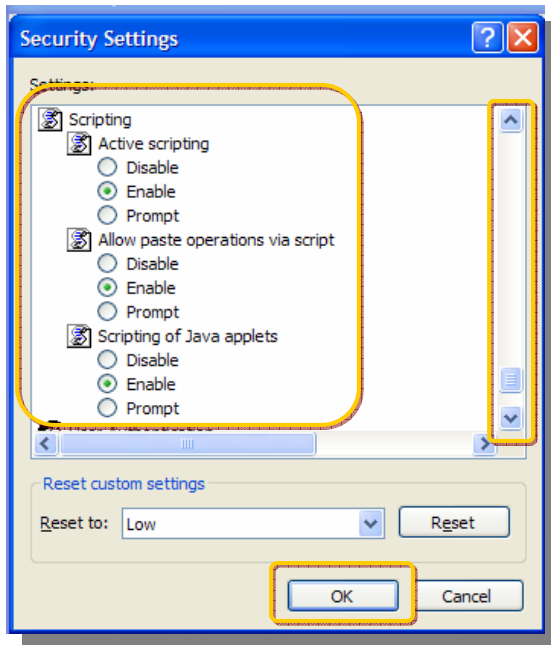 Security Settings
Settings:
Scripting
Active scripting
Disable
Enable
Prompt
Allow paste operations via script
Disable
Enable
Prompt
Scripting of Java applets
Disable
Enable
Prompt
Reset custom settings
Reset to: Low Reset
OK Cancel